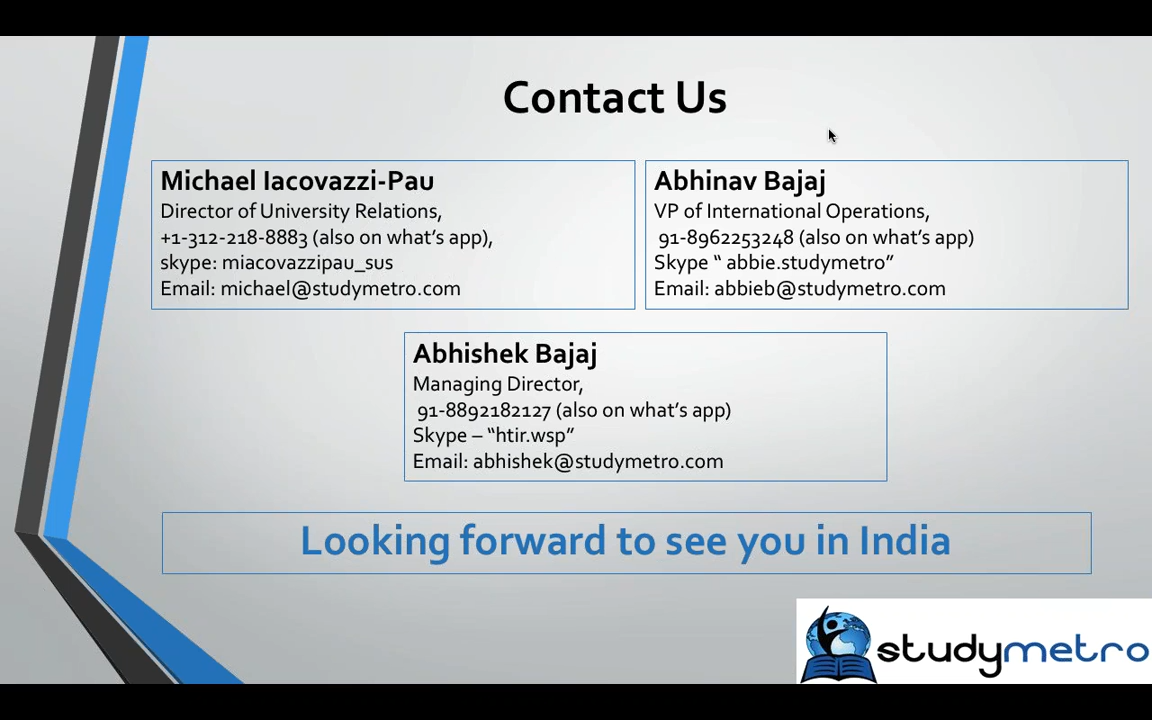 Contact Us
Michael Iacovazzi-Pau
Director of University Relations,
+1-312-218-8883 (also on what’s app),
skype: miacovazzipau_sus
Email: michael@studymetro.com
Abhinav Bajaj
VP of International Operations,
91-8962253248 (also on what’s app)
Skype “ abbie.studymetro”
Email: abbieb@studymetro.com
Abhishek Bajaj
Managing Director,
91-8892182127 (also on what’s app)
Skype – “htir.wsp”
Email: abhishek@studymetro.com
Looking forward to see you in India
studymetro